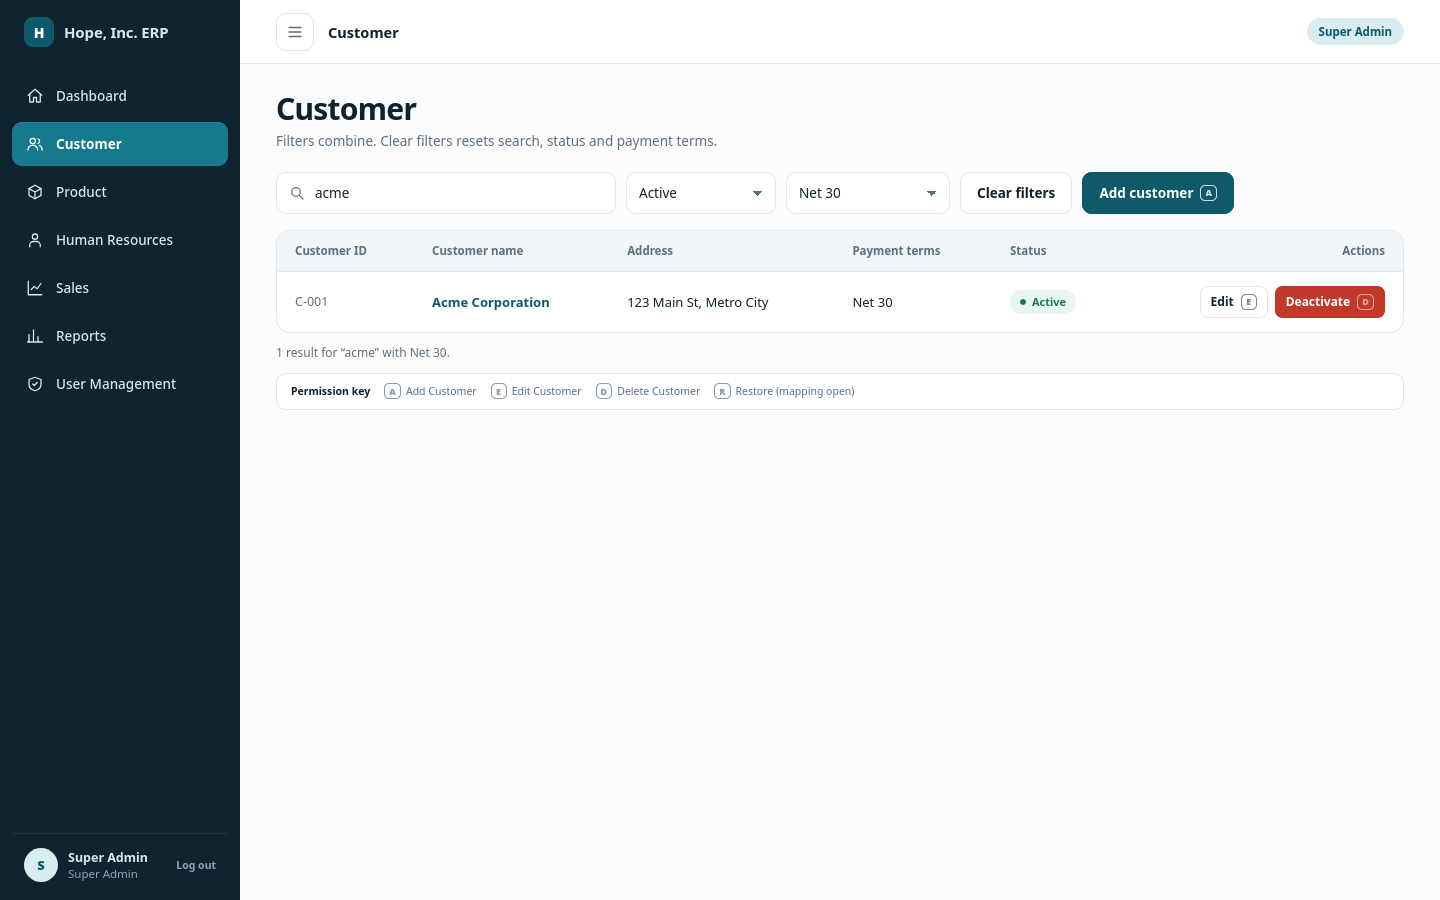 H Hope, Inc. ERP
Dashboard
Customer
Product
Human Resources
Sales
Reports
User Management
S Super Admin
Super Admin
Log out
Customer
Super Admin
Customer
Filters combine. Clear filters resets search, status and payment terms.
acme Active Net 30 Clear filters Add customer A
Customer ID Customer name Address Payment terms Status Actions
C-001 Acme Corporation 123 Main St, Metro City Net 30 Active Edit E Deactivate D
1 result for “acme” with Net 30.
Permission key A Add Customer E Edit Customer D Delete Customer R Restore (mapping open)